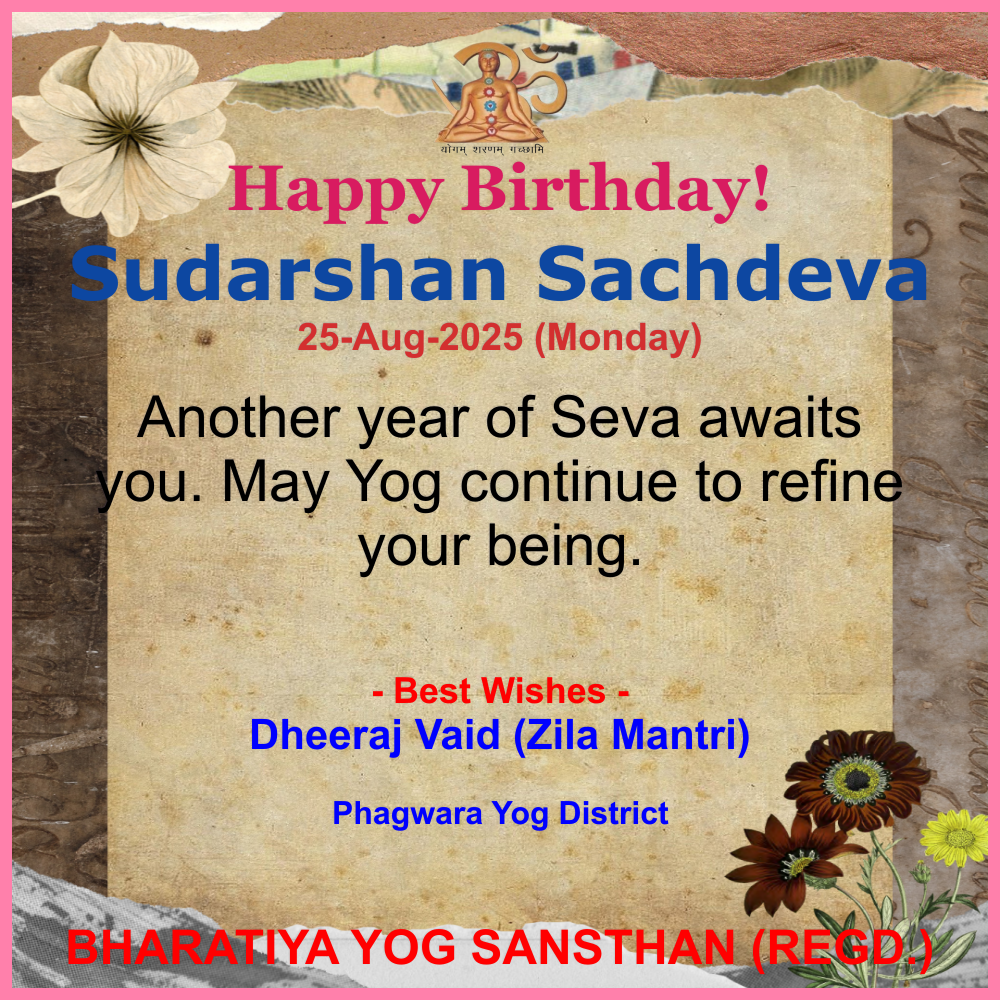 योगम् शरणम् गच्छामि
Happy Birthday!
Sudarshan Sachdeva
25-Aug-2025 (Monday)
Another year of Seva awaits
you. May Yog continue to refine
your being.
- Best Wishes -
Dheeraj Vaid (Zila Mantri)
Phagwara Yog District
BHARATIYA YOG SANSTHAN (REGD.)